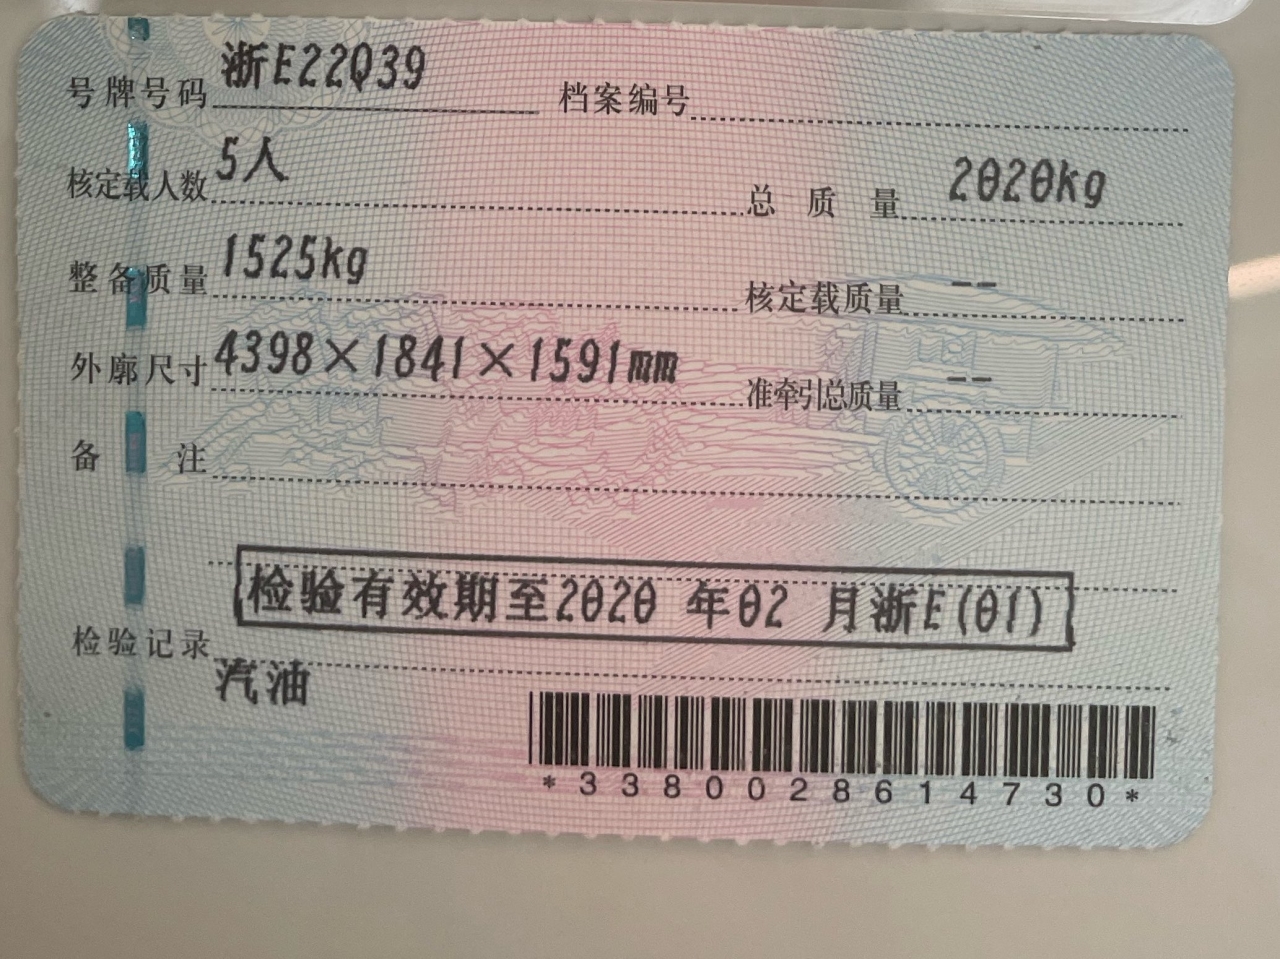 号牌号码 浙E22Q39 档案编号
核定载人数 5人 总质量 2020kg
整备质量 1525kg 核定载质量 --
外廓尺寸 4398×1841×1591mm 准牵引总质量 --
备注
检验有效期至2020 年02 月浙E(01)
检验记录
汽油
*3380028614730*